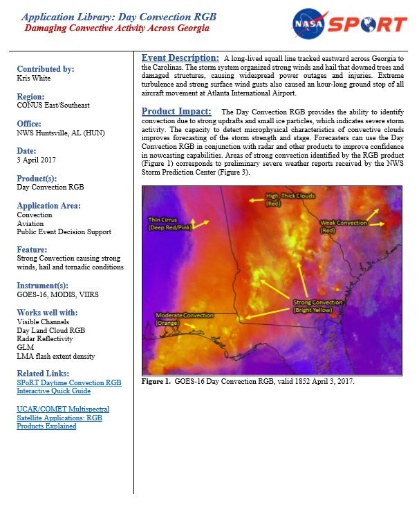 Application Library: Day Convection RGB
Damaging Convective Activity Across Georgia
NASA SPoRT
Contributed by:
Kris White
Region:
CONUS East/Southeast
Office:
NWS Huntsville, AL (HUN)
Date:
3 April 2017
Product(s):
Day Convection RGB
Application Area:
Convection
Aviation
Public Event Decision Support
Feature:
Strong Convection causing strong
winds, hail and tornadic conditions
Instrument(s):
GOES-16, MODIS, VIIRS
Works well with:
Visible Channels
Day Land Cloud RGB
Radar Reflectivity
GLM
LMA flash extent density
Related Links:
SPoRT Daytime Convection RGB
Interactive Quick Guide
UCAR/COMET Multispectral
Satellite Applications: RGB
Products Explained
Event Description: A long-lived squall line tracked eastward across Georgia to
the Carolinas. The storm system organized strong winds and hail that downed trees and
damaged structures, causing widespread power outages and injuries. Extreme
turbulence and strong surface wind gusts also caused an hour-long ground stop of all
aircraft movement at Atlanta International Airport.
Product Impact: The Day Convection RGB provides the ability to identify
convection due to strong updrafts and small ice particles, which indicates severe storm
activity. The capacity to detect microphysical characteristics of convective clouds
improves forecasting of the storm strength and stage. Forecasters can use the Day
Convection RGB in conjunction with radar and other products to improve confidence
in nowcasting capabilities. Areas of strong convection identified by the RGB product
(Figure 1) corresponds to preliminary severe weather reports received by the NWS
Storm Prediction Center (Figure 3).
High, Thick Clouds
(Red)
Thin Cirrus
(Deep Red/Pink)
Weak Convection
(Red)
Strong Convection
(Bright Yellow)
Moderate Convection
(Orange)
Figure 1. GOES-16 Day Convection RGB, valid 1852 April 3, 2017.